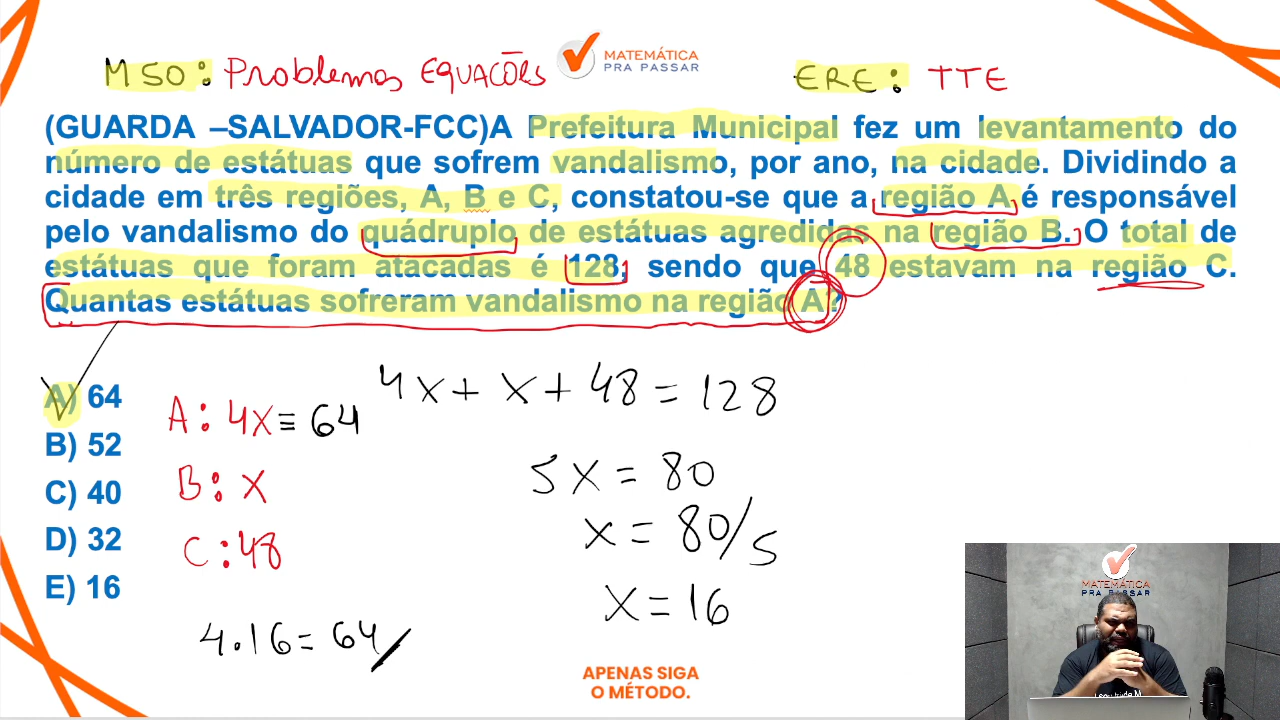 MSO: Problemas EQUAÇÕES
MATEMÁTICA
PRA PASSAR
ERE: TTE
(GUARDA –SALVADOR-FCC)A Prefeitura Municipal fez um levantamento do
número de estátuas que sofrem vandalismo, por ano, na cidade. Dividindo a
cidade em três regiões, A, B e C, constatou-se que a região A é responsável
pelo vandalismo do quádruplo de estátuas agredidas na região B. O total de
estátuas que foram atacadas é 128, sendo que 48 estavam na região C.
Quantas estátuas sofreram vandalismo na região A?
A) 64
B) 52
C) 40
D) 32
E) 16
A: 4x = 64
B: x
C: 48
4.16 = 64
4x + x + 48 = 128
5x = 80
x = 80/5
x = 16
APENAS SIGA
O MÉTODO.
MATEMÁTICA
PRA PASSAR